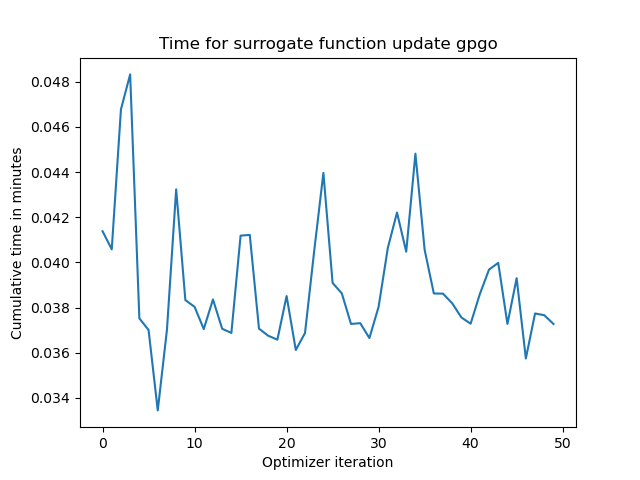 Time for surrogate function update gpgo
Cumulative time in minutes
0.048
0.046
0.044
0.042
0.040
0.038
0.036
0.034
0 10 20 30 40 50
Optimizer iteration